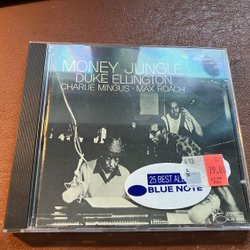 MONEY JUNGLE
DUKE ELLINGTON
CHARLIE MINGUS • MAX ROACH
25 BEST AL
BLUE NOTE